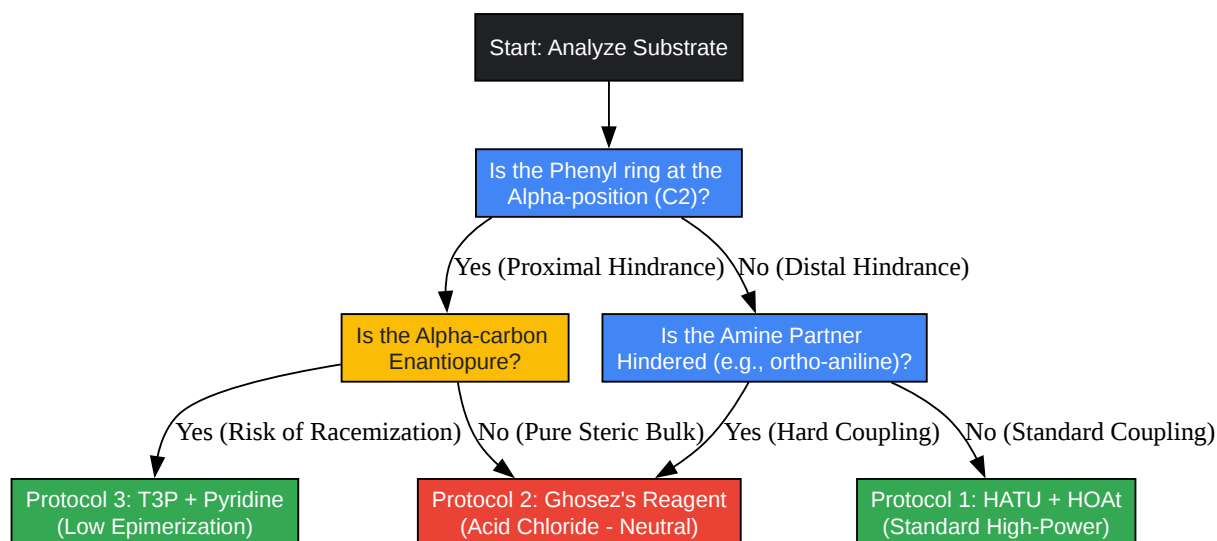 Start: Analyze Substrate
Is the Phenyl ring at the
Alpha-position (C2)?
Yes (Proximal Hindrance)
No (Distal Hindrance)
Is the Alpha-carbon
Enantiopure?
Is the Amine Partner
Hindered (e.g., ortho-aniline)?
Yes (Risk of Racemization)
No (Pure Steric Bulk)
Yes (Hard Coupling)
No (Standard Coupling)
Protocol 3: T3P + Pyridine
(Low Epimerization)
Protocol 2: Ghosez's Reagent
(Acid Chloride - Neutral)
Protocol 1: HATU + HOAt
(Standard High-Power)